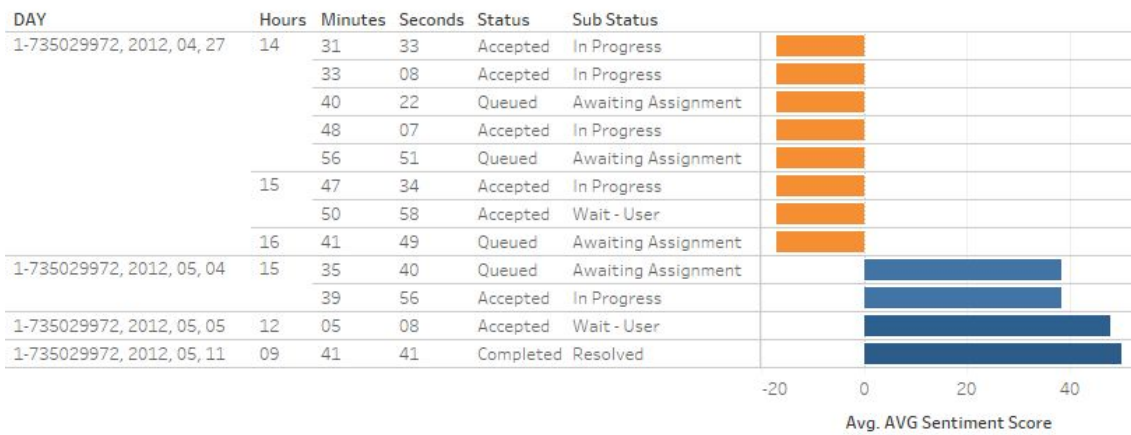 DAY Hours Minutes Seconds Status Sub Status
1-735029972, 2012, 04, 27 14 31 33 Accepted In Progress
33 08 Accepted In Progress
40 22 Queued Awaiting Assignment
48 07 Accepted In Progress
56 51 Queued Awaiting Assignment
15 47 34 Accepted In Progress
50 58 Accepted Wait - User
16 41 49 Queued Awaiting Assignment
1-735029972, 2012, 05, 04 15 35 40 Queued Awaiting Assignment
39 56 Accepted In Progress
1-735029972, 2012, 05, 05 12 05 08 Accepted Wait - User
1-735029972, 2012, 05, 11 09 41 41 Completed Resolved
-20 0 20 40
Avg. AVG Sentiment Score